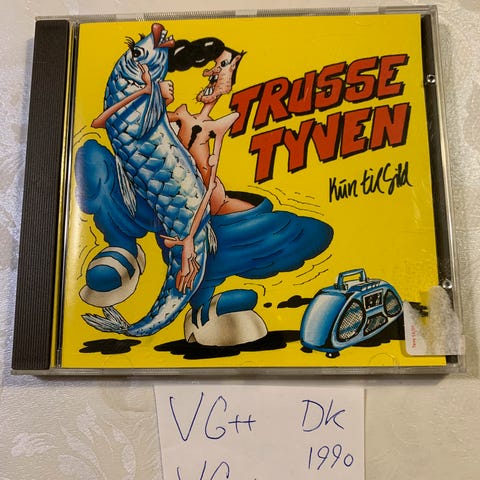 TRUSSE
TYVEN
Kun til Sild
VG++ DK
1990